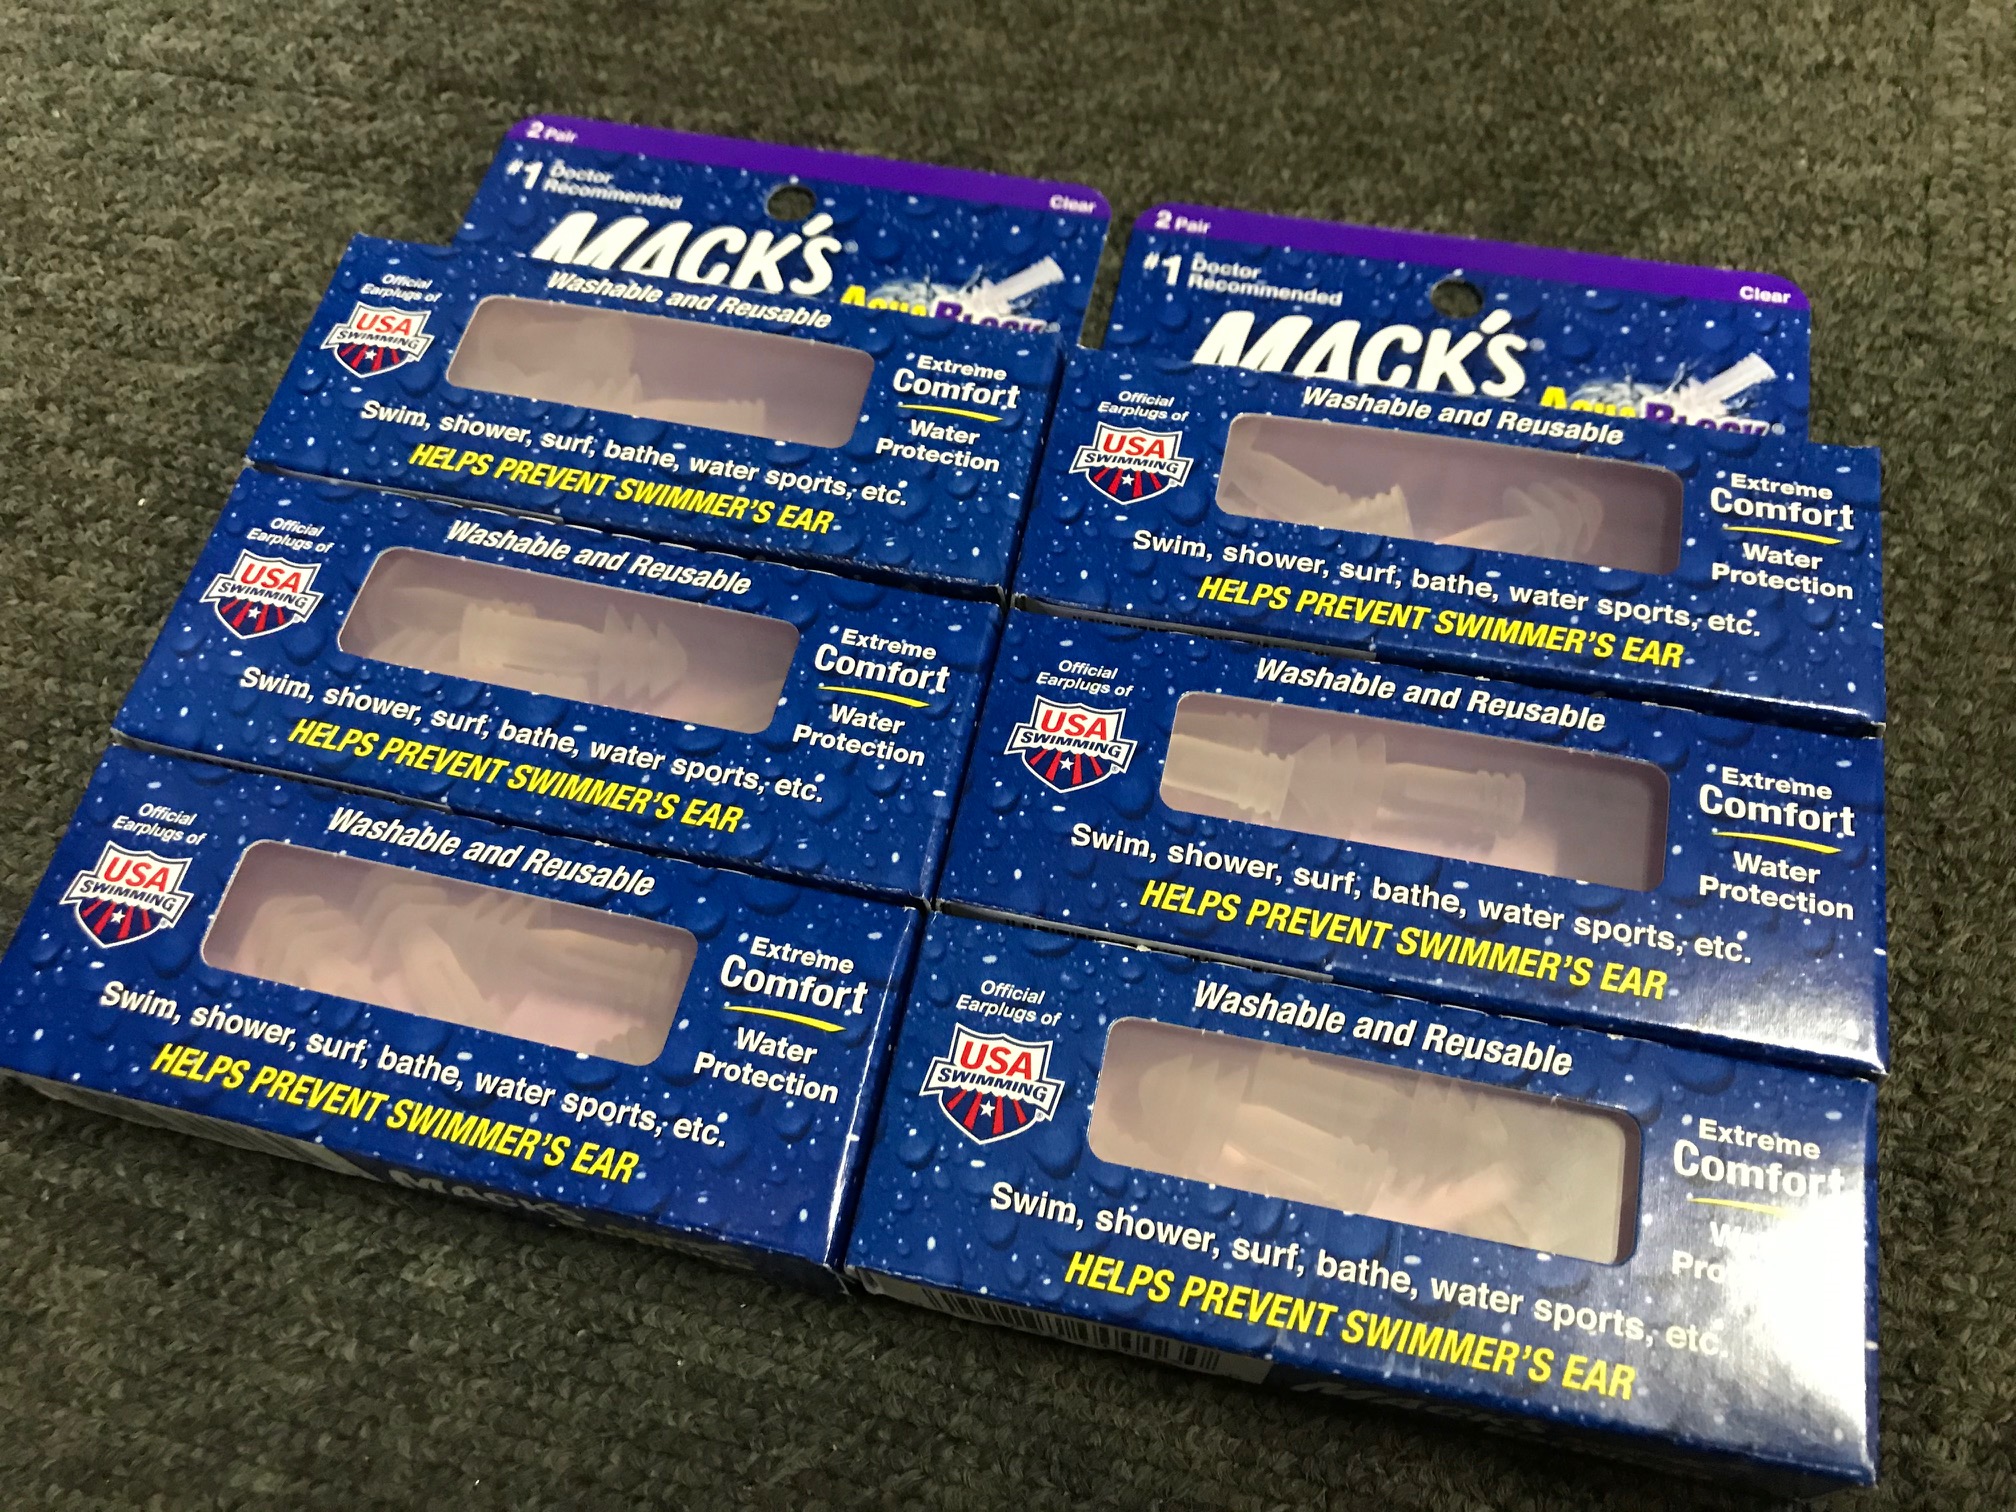 2 Pair
Clear
#1 Doctor
Recommended
MACK'S®
AquaBlock®
Washable and Reusable
Official
Earplugs of
USA
SWIMMING
Extreme
Comfort
Water
Protection
Swim, shower, surf, bathe, water sports, etc.
HELPS PREVENT SWIMMER'S EAR
2 Pair
Clear
#1 Doctor
Recommended
MACK'S®
AquaBlock®
Washable and Reusable
Official
Earplugs of
USA
SWIMMING
Extreme
Comfort
Water
Protection
Swim, shower, surf, bathe, water sports, etc.
HELPS PREVENT SWIMMER'S EAR
Washable and Reusable
Official
Earplugs of
USA
SWIMMING
Extreme
Comfort
Water
Protection
Swim, shower, surf, bathe, water sports, etc.
HELPS PREVENT SWIMMER'S EAR
Washable and Reusable
Official
Earplugs of
USA
SWIMMING
Extreme
Comfort
Water
Protection
Swim, shower, surf, bathe, water sports, etc.
HELPS PREVENT SWIMMER'S EAR
Washable and Reusable
Official
Earplugs of
USA
SWIMMING
Extreme
Comfort
Water
Protection
Swim, shower, surf, bathe, water sports, etc.
HELPS PREVENT SWIMMER'S EAR
MACK'S
Washable and Reusable
Official
Earplugs of
USA
SWIMMING
Extreme
Comfort
Swim, shower, surf, bathe, water sports, etc.
HELPS PREVENT SWIMMER'S EAR